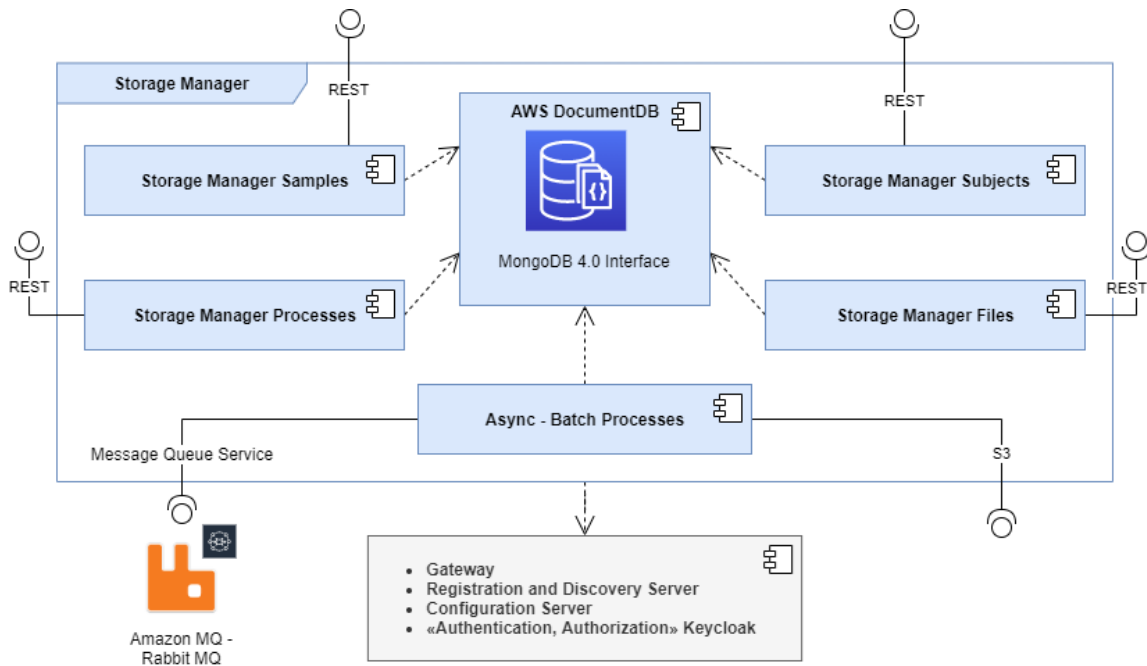 Storage Manager
REST
REST
AWS DocumentDB
{}
MongoDB 4.0 Interface
Storage Manager Samples
Storage Manager Subjects
REST
REST
Storage Manager Processes
Storage Manager Files
Async - Batch Processes
Message Queue Service
S3
Amazon MQ -
Rabbit MQ
• Gateway
• Registration and Discovery Server
• Configuration Server
• «Authentication, Authorization» Keycloak